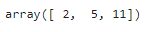 array([ 2,  5, 11])